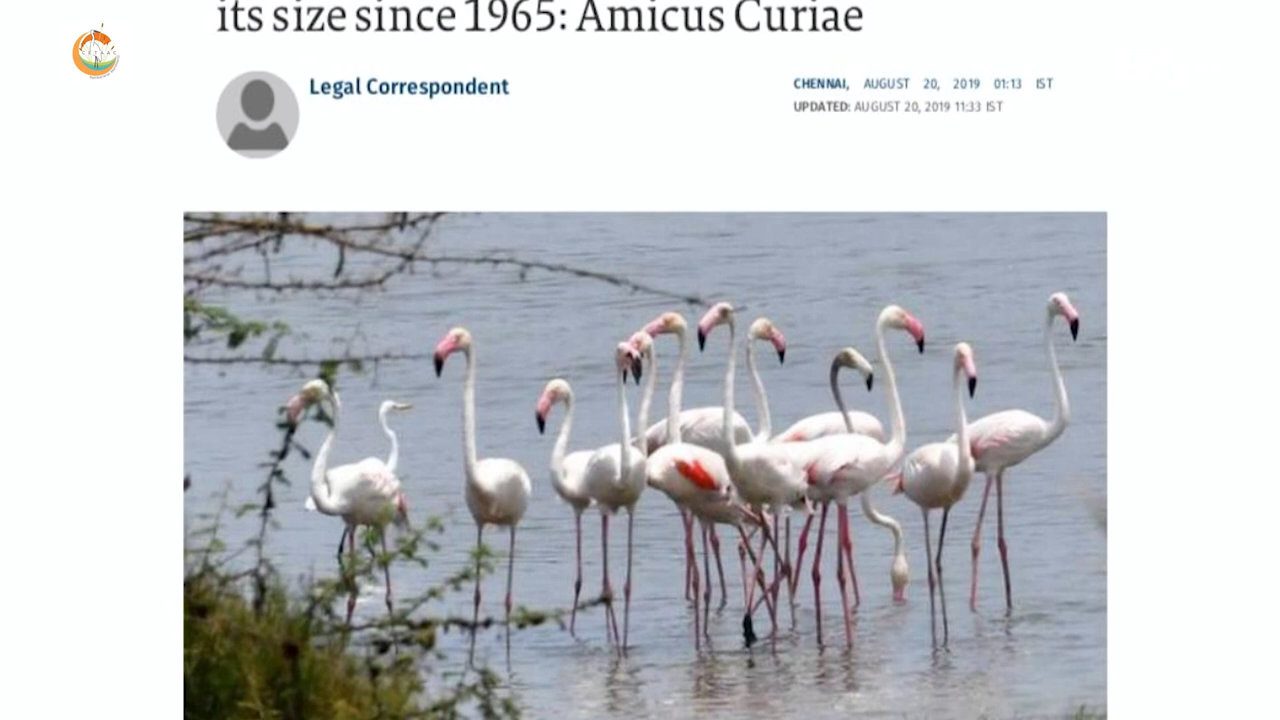 its size since 1965: Amicus Curiae
Legal Correspondent
CHENNAI, AUGUST 20, 2019 01:13 IST
UPDATED: AUGUST 20, 2019 11:33 IST